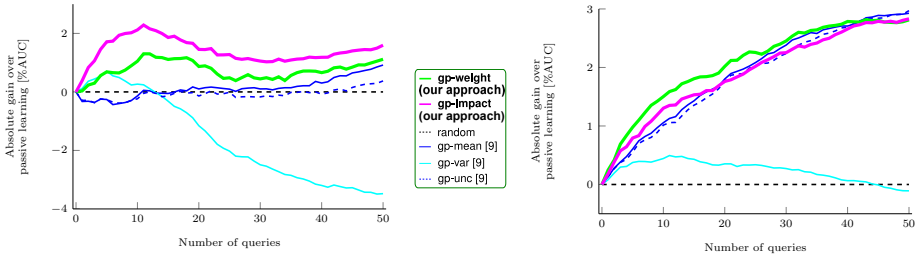 Absolute gain over
passive learning [%AUC]
2
0
−2
−4
0
10
20
30
40
50
Number of queries
gp-weight
(our approach)
gp-impact
(our approach)
random
gp-mean [9]
gp-var [9]
gp-unc [9]
Absolute gain over
passive learning [%AUC]
3
2
1
0
0
10
20
30
40
50
Number of queries